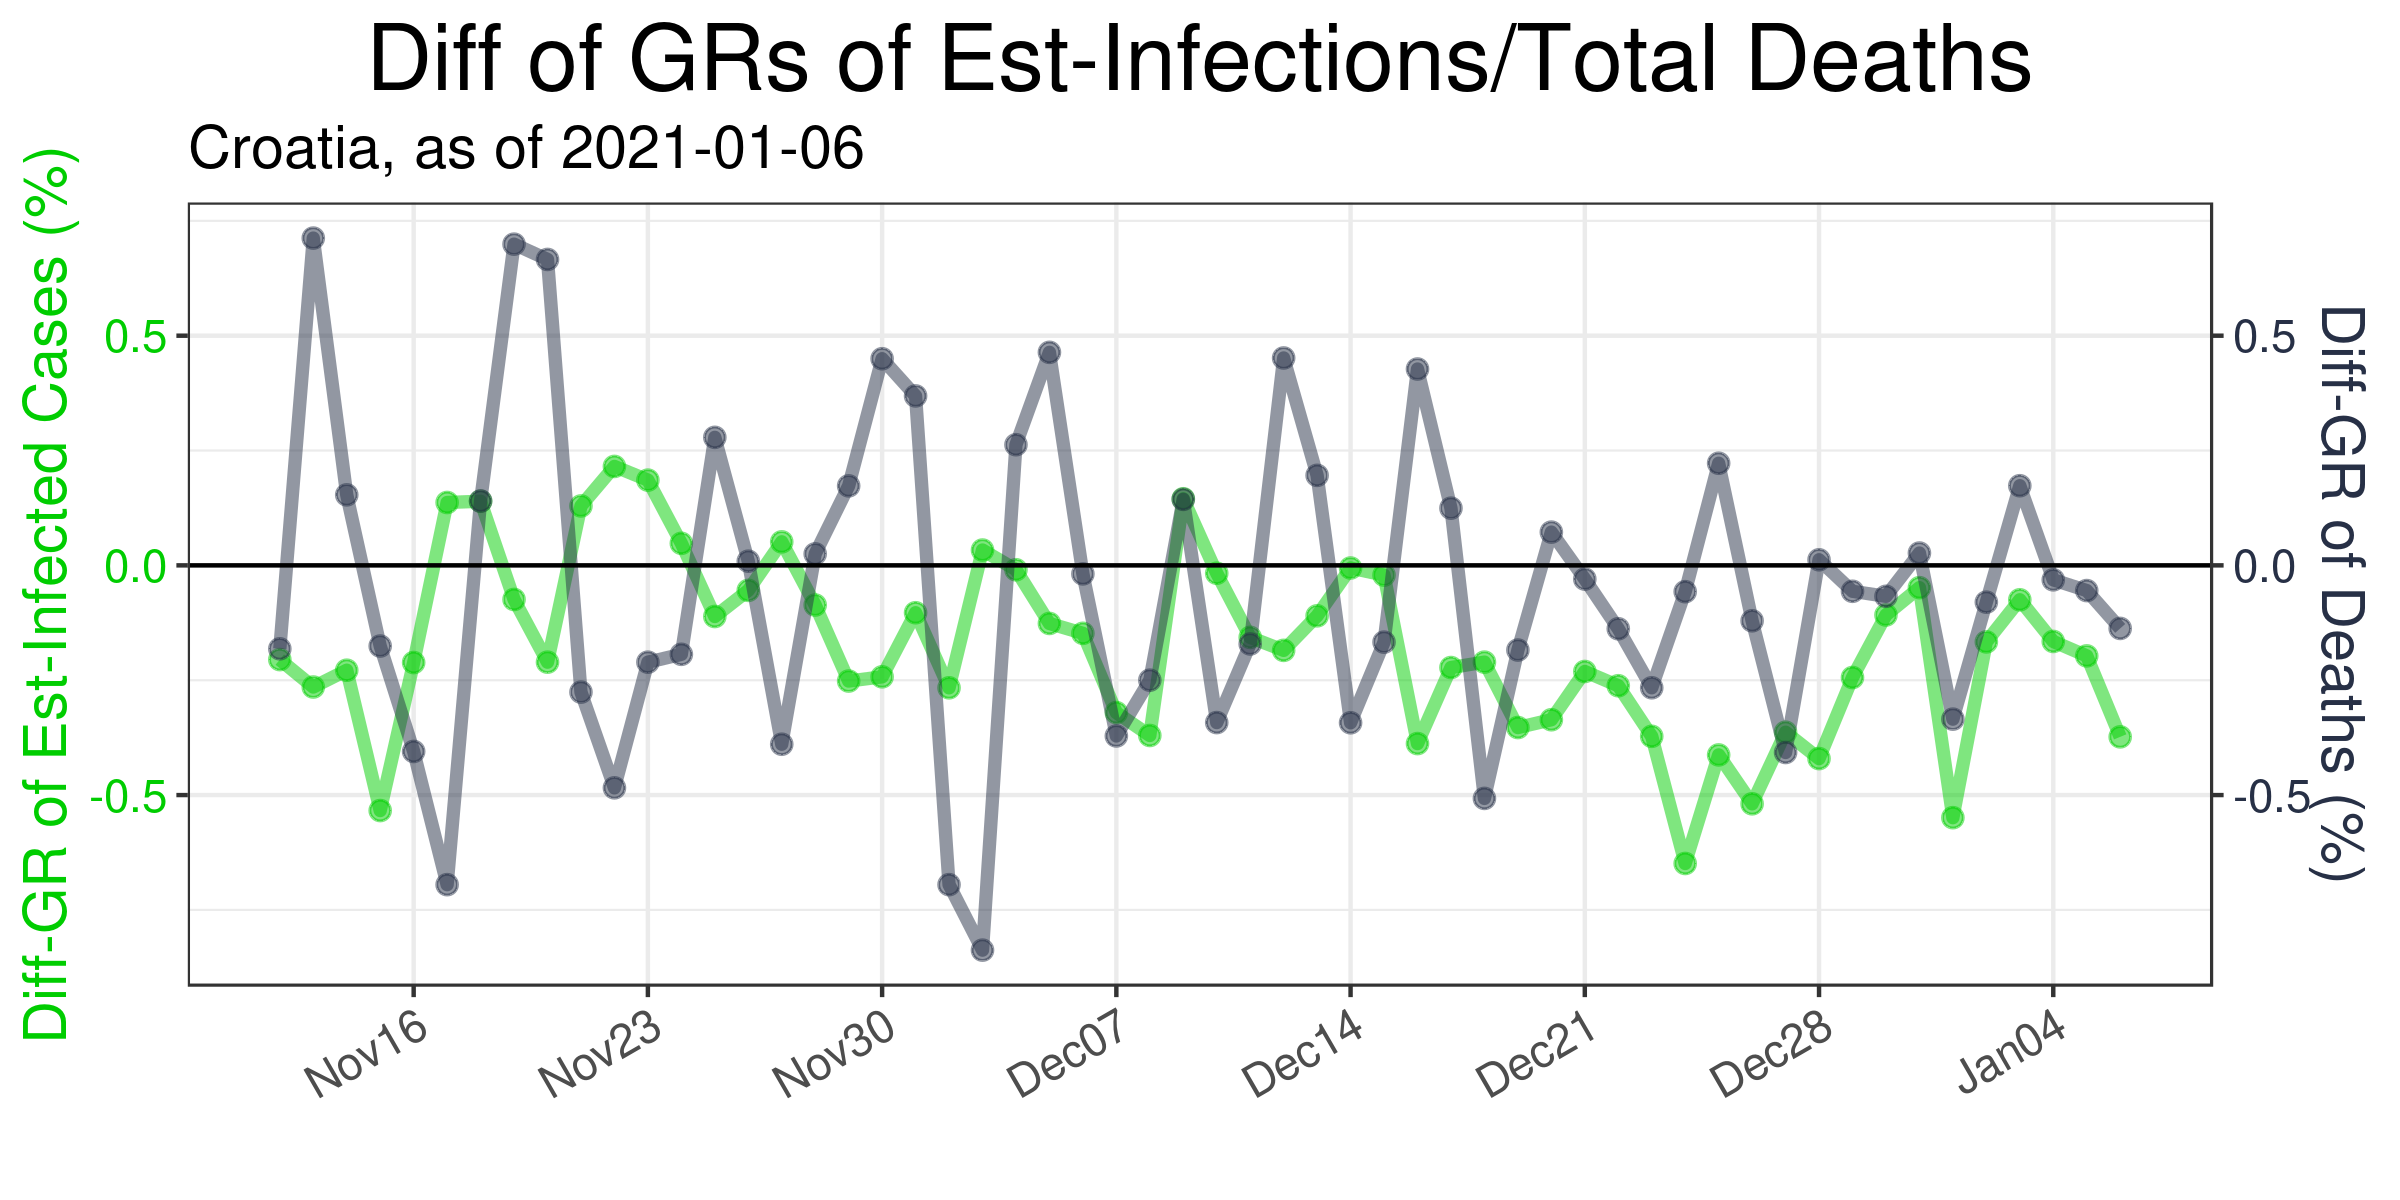 Diff of GRs of Est-Infections/Total Deaths
Croatia, as of 2021-01-06
Diff-GR of Est-Infected Cases (%)
0.5
0.0
-0.5
0.5
0.0
-0.5
Diff-GR of Deaths (%)
Nov16
Nov23
Nov30
Dec07
Dec14
Dec21
Dec28
Jan04